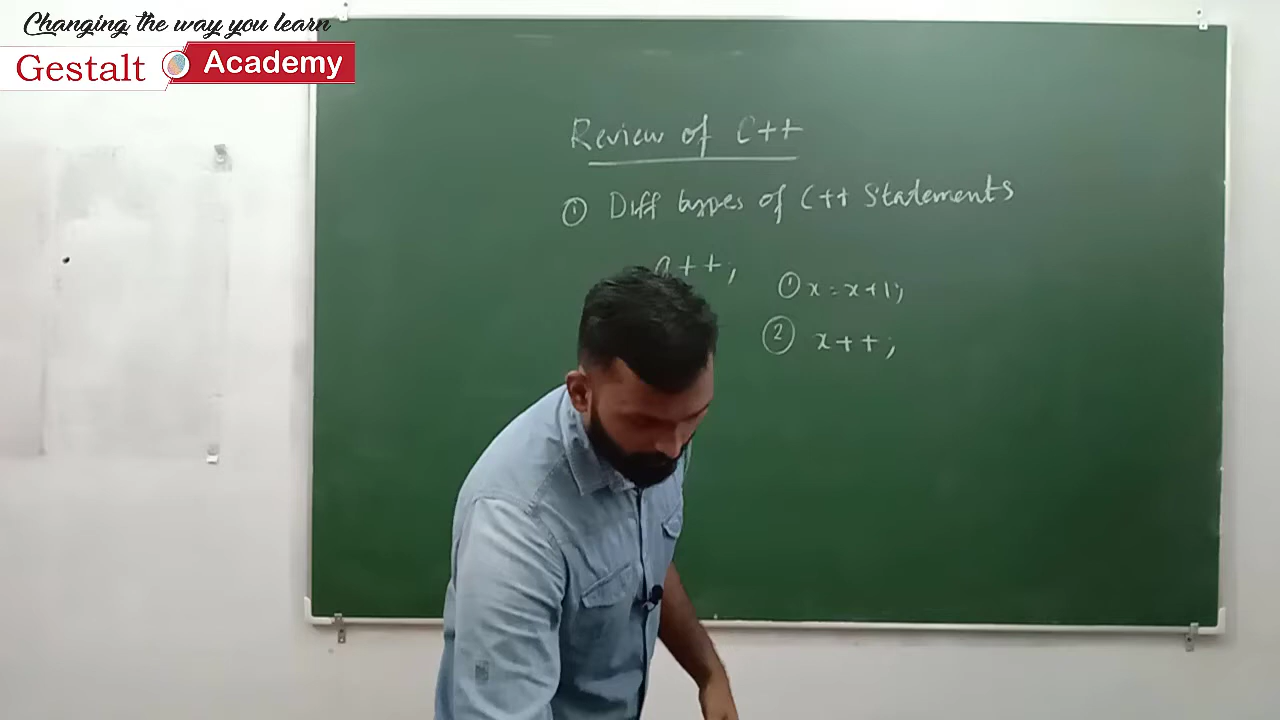 Changing the way you learn
Gestalt Academy
Review of C++
① Diff types of C++ Statements
a++;
① x = x+1;
② x++;